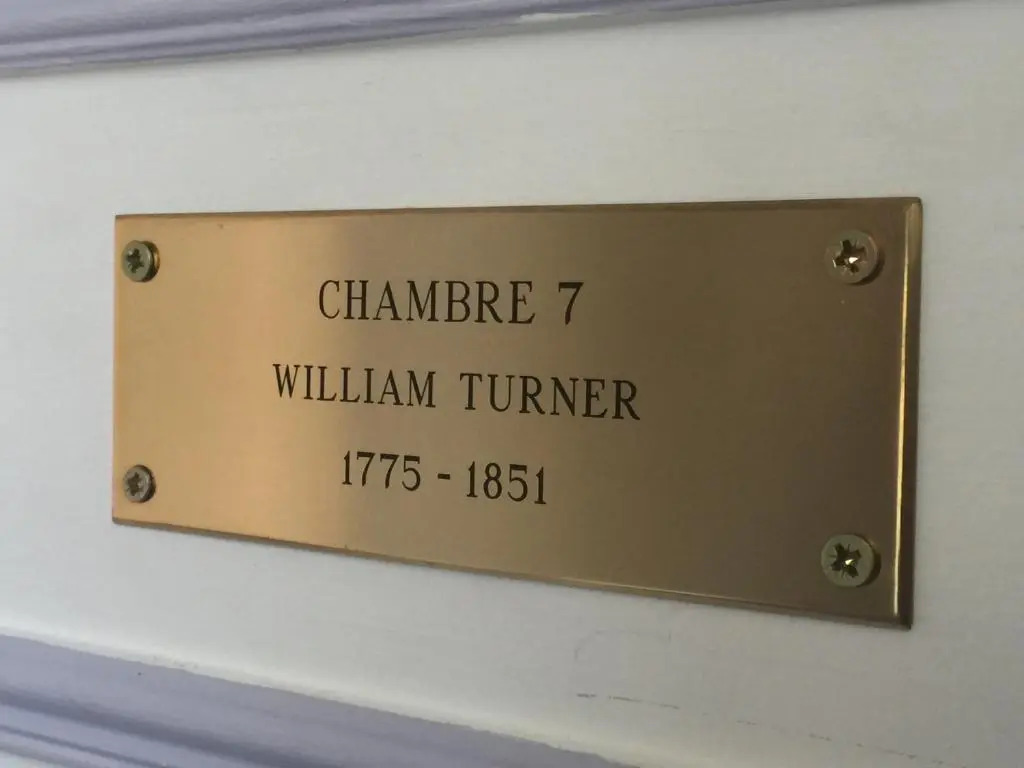 CHAMBRE 7
WILLIAM TURNER
1775 - 1851